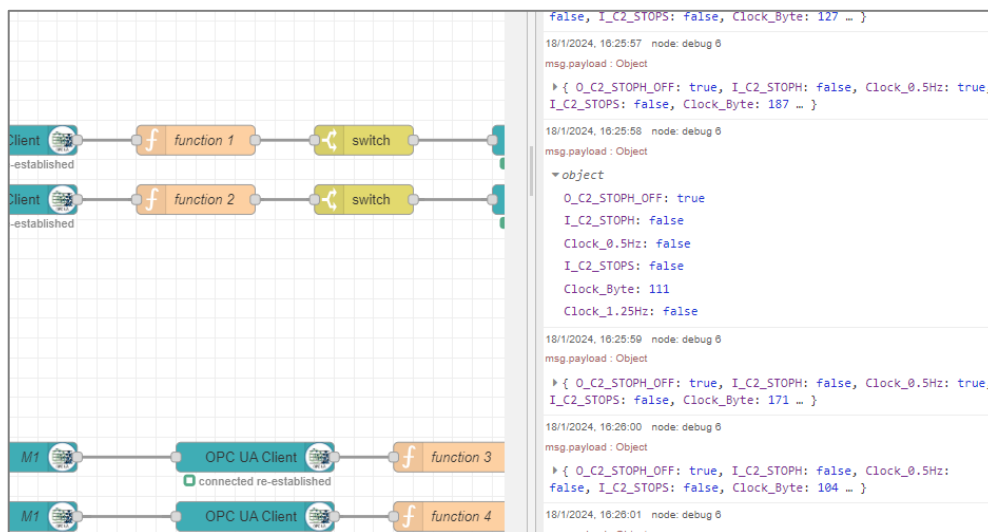 Client
function 1
switch
-established
Client
function 2
switch
-established
M1
OPC UA Client
function 3
connected re-established
M1
OPC UA Client
function 4
false, I_C2_STOPS: false, Clock_Byte: 127 … }
18/1/2024, 16:25:57 node: debug 6
msg.payload : Object
{ O_C2_STOPH_OFF: true, I_C2_STOPH: false, Clock_0.5Hz: true,
I_C2_STOPS: false, Clock_Byte: 187 … }
18/1/2024, 16:25:58 node: debug 6
msg.payload : Object
object
O_C2_STOPH_OFF: true
I_C2_STOPH: false
Clock_0.5Hz: false
I_C2_STOPS: false
Clock_Byte: 111
Clock_1.25Hz: false
18/1/2024, 16:25:59 node: debug 6
msg.payload : Object
{ O_C2_STOPH_OFF: true, I_C2_STOPH: false, Clock_0.5Hz: true,
I_C2_STOPS: false, Clock_Byte: 171 … }
18/1/2024, 16:26:00 node: debug 6
msg.payload : Object
{ O_C2_STOPH_OFF: true, I_C2_STOPH: false, Clock_0.5Hz:
false, I_C2_STOPS: false, Clock_Byte: 104 … }
18/1/2024, 16:26:01 node: debug 6